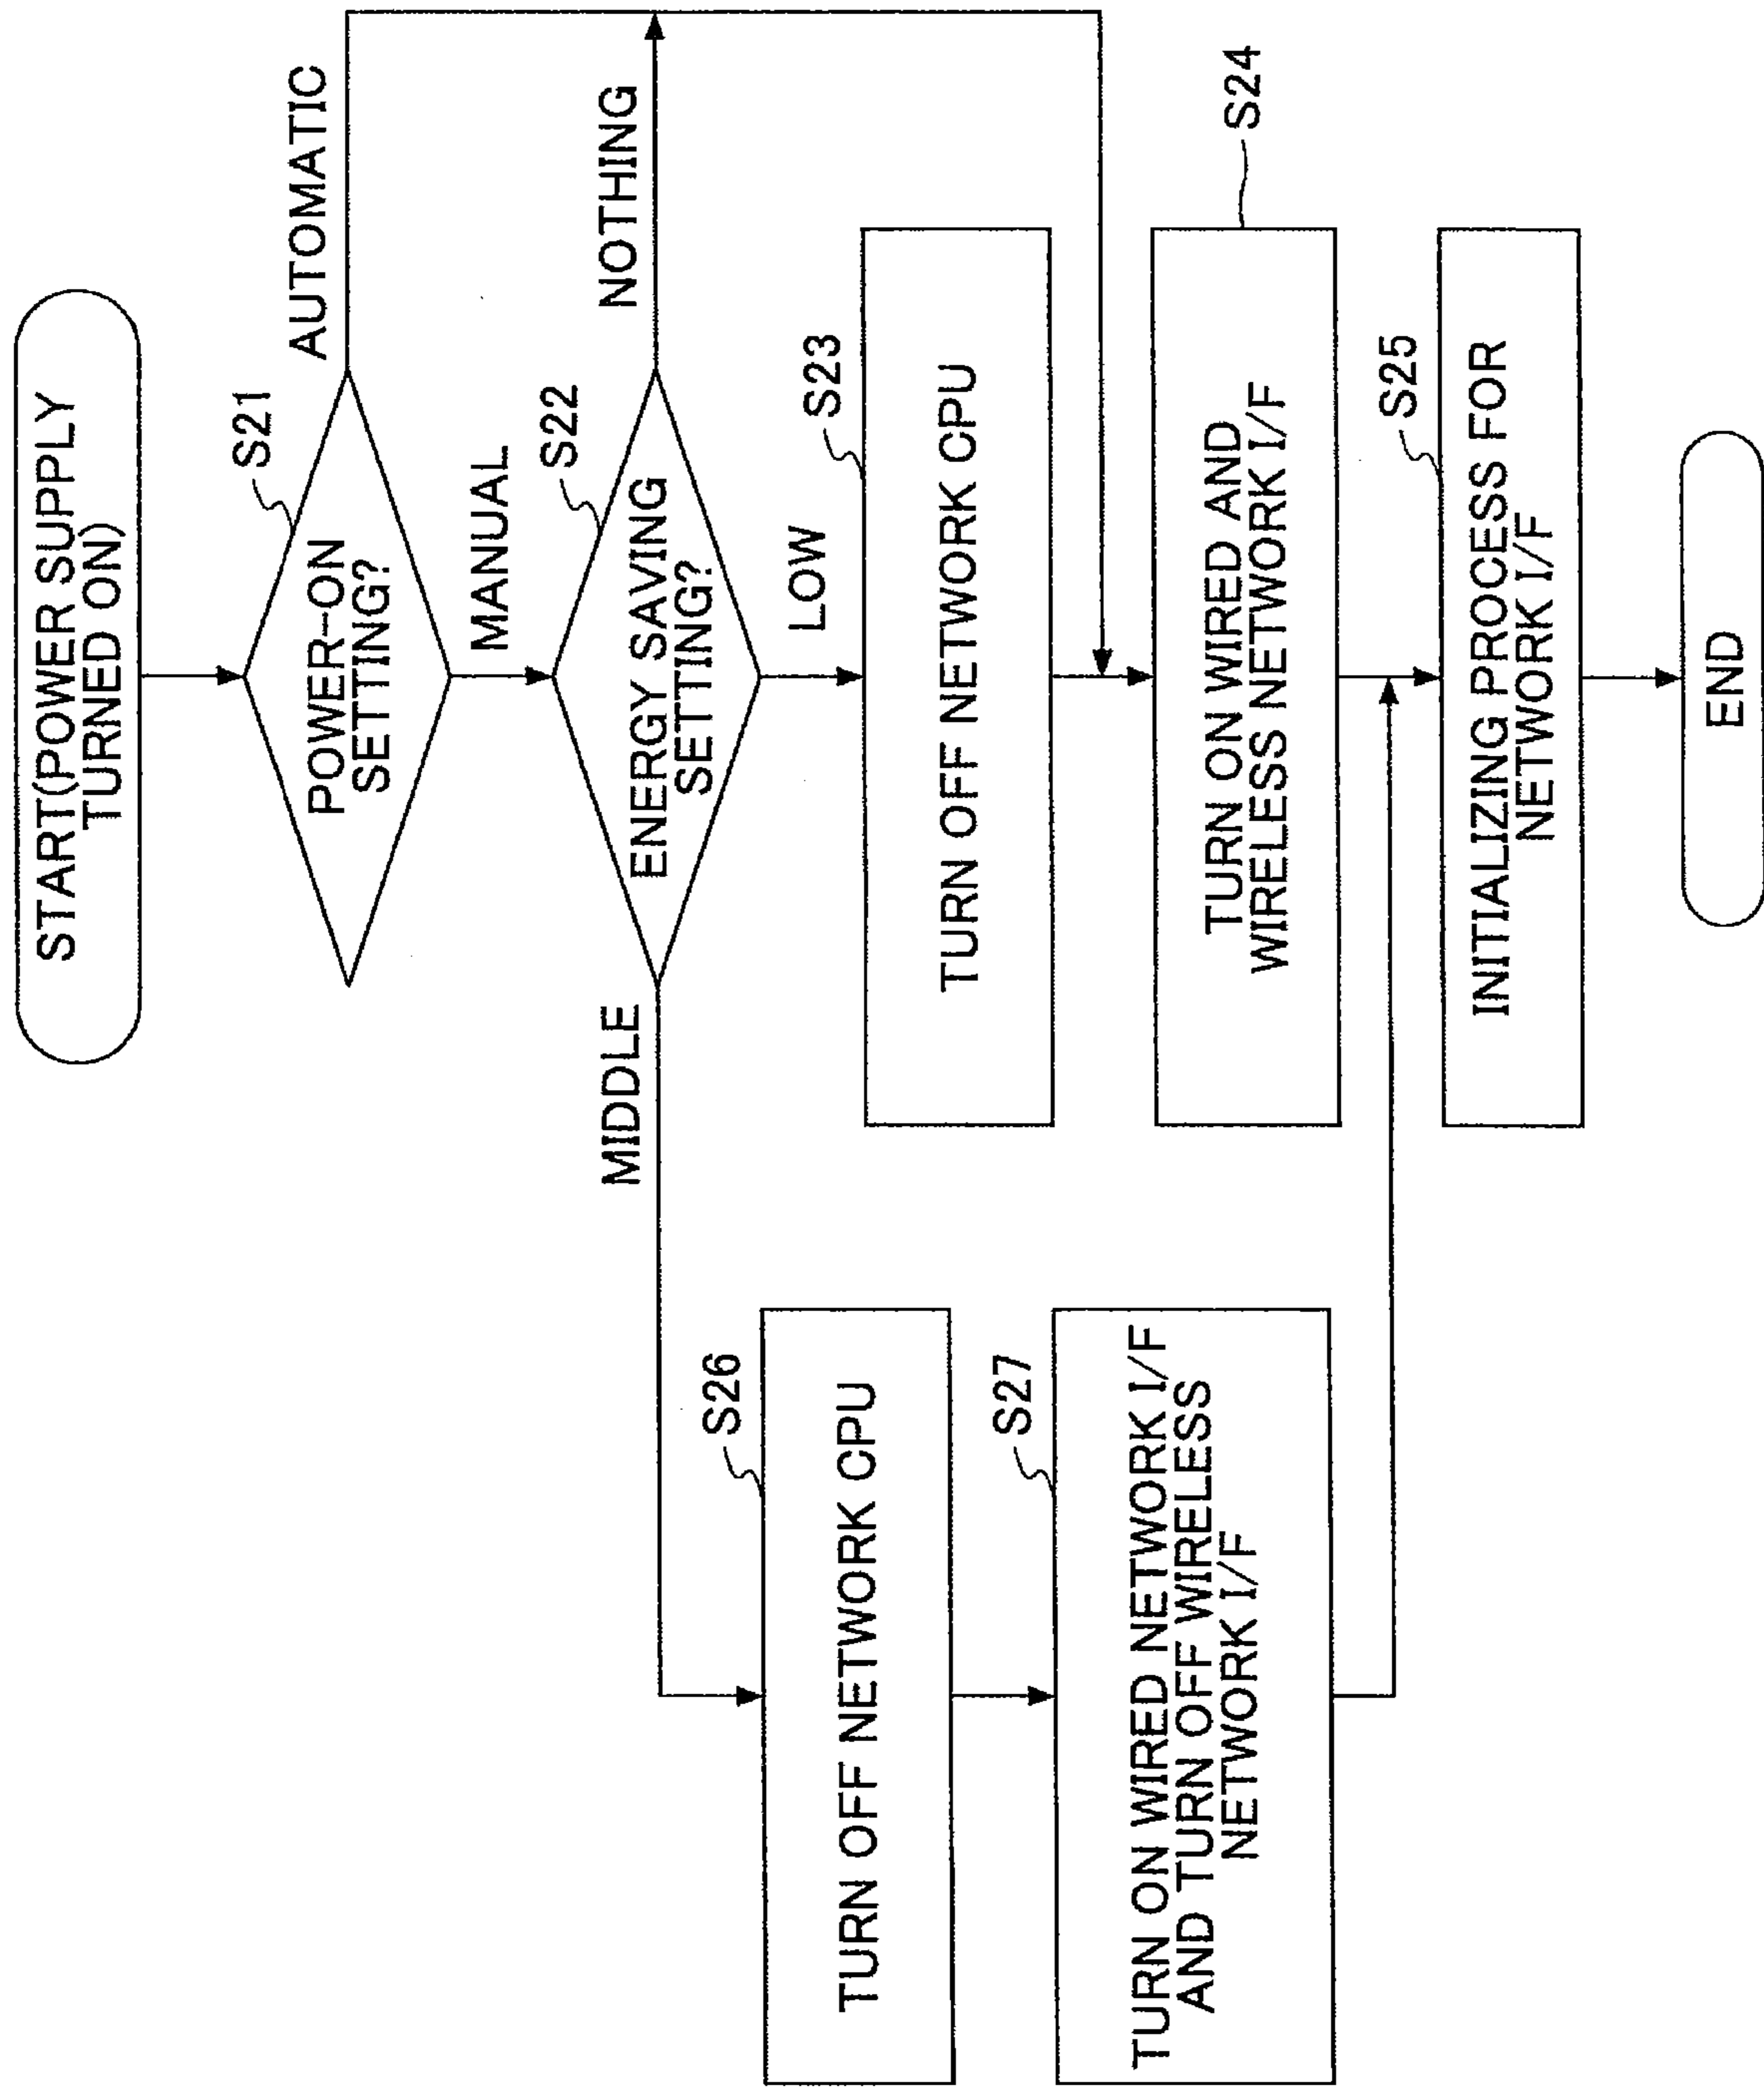 START(POWER SUPPLY
TURNED ON)
S21
POWER-ON
SETTING?
AUTOMATIC
MANUAL
S22
ENERGY SAVING
SETTING?
NOTHING
MIDDLE
LOW
S23
TURN OFF NETWORK CPU
S24
TURN ON WIRED AND
WIRELESS NETWORK I/F
S25
INITIALIZING PROCESS FOR
NETWORK I/F
END
S26
TURN OFF NETWORK CPU
S27
TURN ON WIRED NETWORK I/F
AND TURN OFF WIRELESS
NETWORK I/F